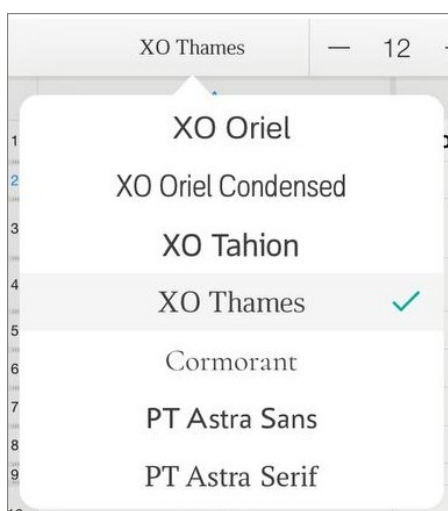 XO Thames — 12
XO Oriel
1
2
XO Oriel Condensed
3
XO Tahion
4
XO Thames
5
6
Cormorant
7
PT Astra Sans
8
9
PT Astra Serif